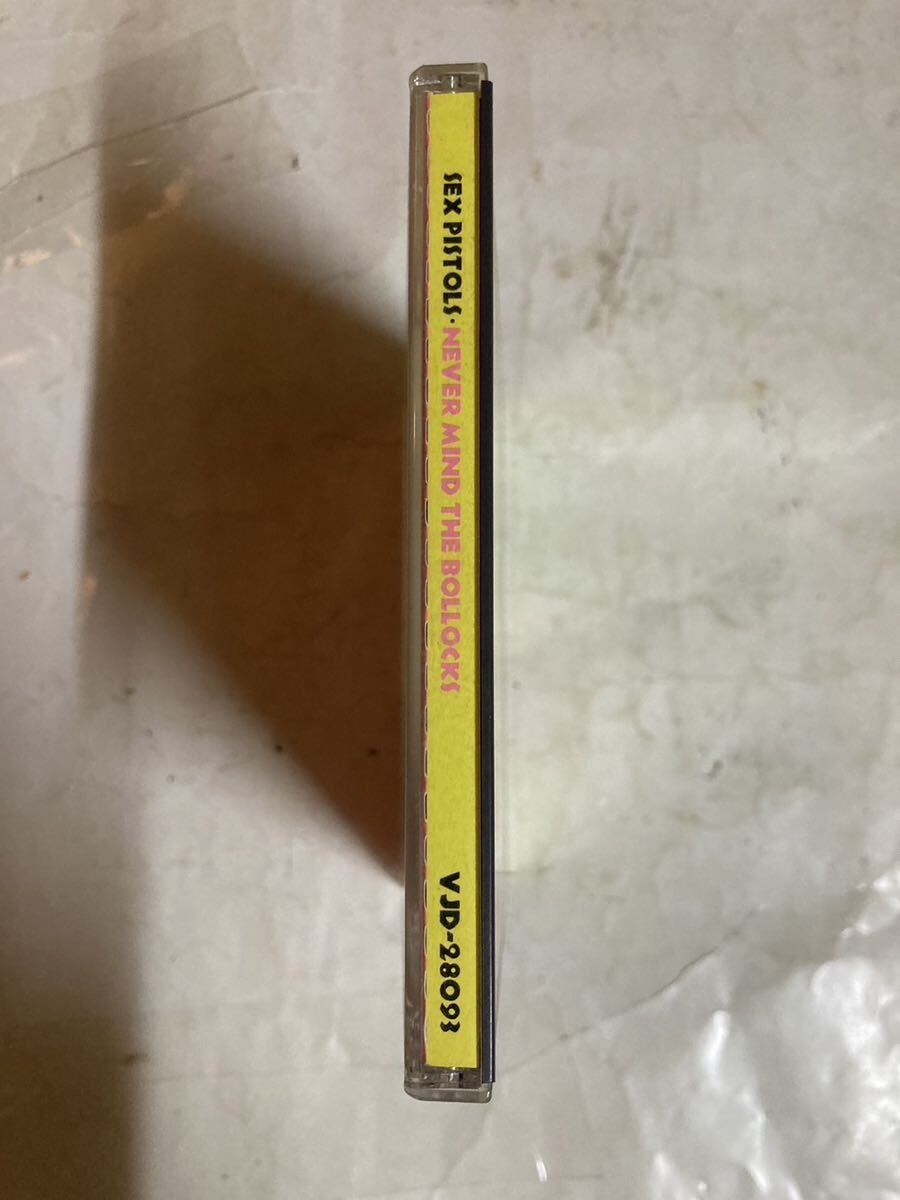 SEX PISTOLS·NEVER MIND THE BOLLOCKS
VJD-28093